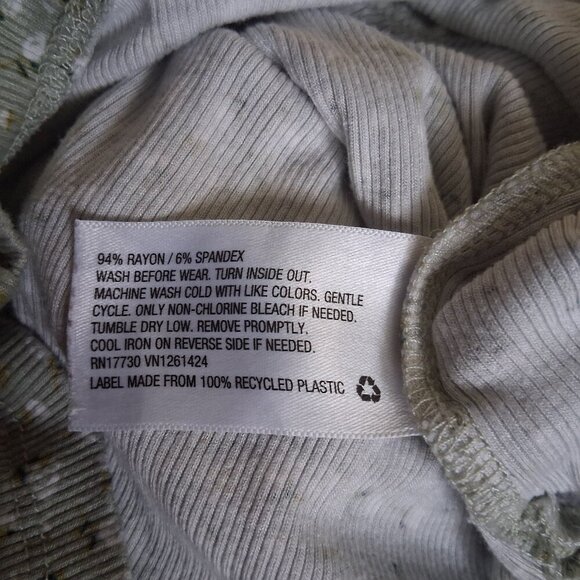 94% RAYON / 6% SPANDEX
WASH BEFORE WEAR. TURN INSIDE OUT,
MACHINE WASH COLD WITH LIKE COLORS. GENTLE
CYCLE. ONLY NON-CHLORINE BLEACH IF NEEDED.
TUMBLE DRY LOW. REMOVE PROMPTLY.
COOL IRON ON REVERSE SIDE IF NEEDED.
RN17730 VN1261424
LABEL MADE FROM 100% RECYCLED PLASTIC